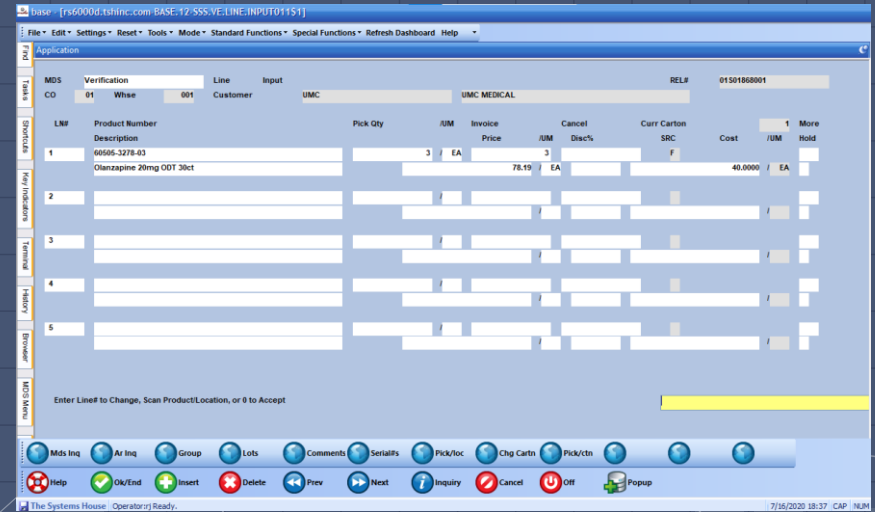 base - [rs6000d.tshinc.com-BASE.12-SSS.VE.LINE.INPUT011$1]
File Edit Settings Reset Tools Mode Standard Functions Special Functions Refresh Dashboard Help
Application
Find
Tasks
Shortcuts
Key Indicators
Terminal
History
Browser
MDS Menu
MDS Verification Line Input REL# 01S01868001
CO 01 Whse 001 Customer UMC UMC MEDICAL
LN# Product Number Pick Qty /UM Invoice Cancel Curr Carton 1 More
Description Price /UM Disc% SRC Cost /UM Hold
1 60505-3278-03 3 / EA 3 F
Olanzapine 20mg ODT 30ct 78.19 / EA 40.0000 / EA
2 /
/ /
3 /
/ /
4 /
/ /
5 /
/ /
Enter Line# to Change, Scan Product/Location, or 0 to Accept
Mds Inq Ar Inq Group Lots Comments Serial#s Pick/loc Chg Cartn Pick/ctn
Help Ok/End Insert Delete Prev Next Inquiry Cancel Off Popup
The Systems House Operator:rj Ready. 7/16/2020 18:37 CAP NUM